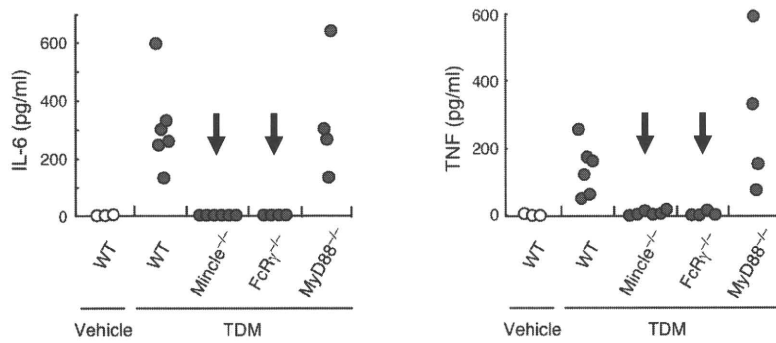 IL-6 (pg/ml)
600
400
200
0
WT
WT
Mincle−/−
FcRγ−/−
MyD88−/−
Vehicle
TDM
TNF (pg/ml)
600
400
200
0
WT
WT
Mincle−/−
FcRγ−/−
MyD88−/−
Vehicle
TDM